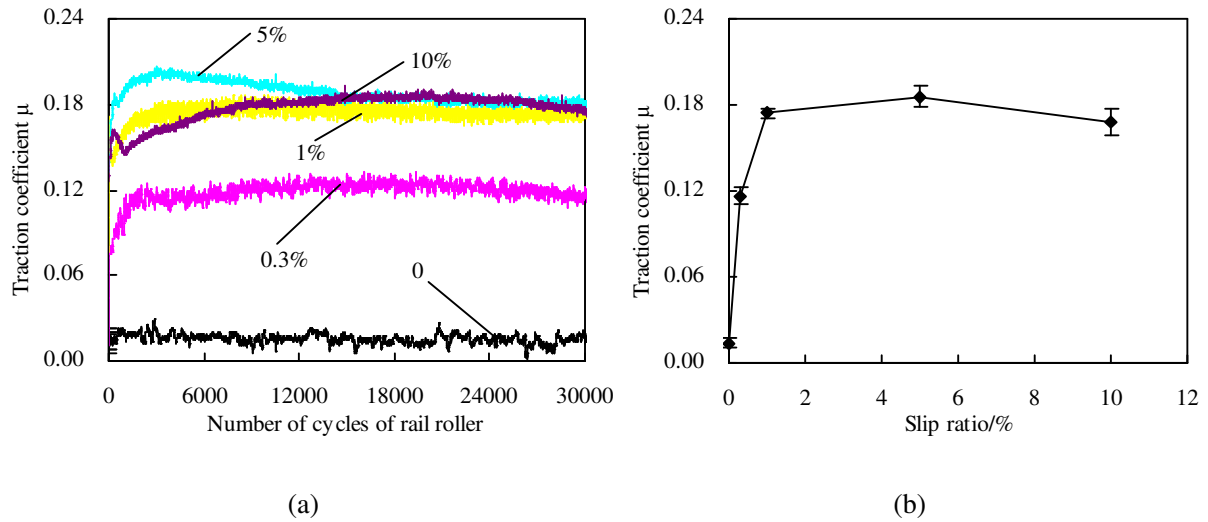 0.24
0.18
0.12
0.06
0.00
Traction coefficient μ
5%
10%
1%
0.3%
0
0 6000 12000 18000 24000 30000
Number of cycles of rail roller
(a)
0.24
0.18
0.12
0.06
0.00
Traction coefficient μ
0 2 4 6 8 10 12
Slip ratio/%
(b)